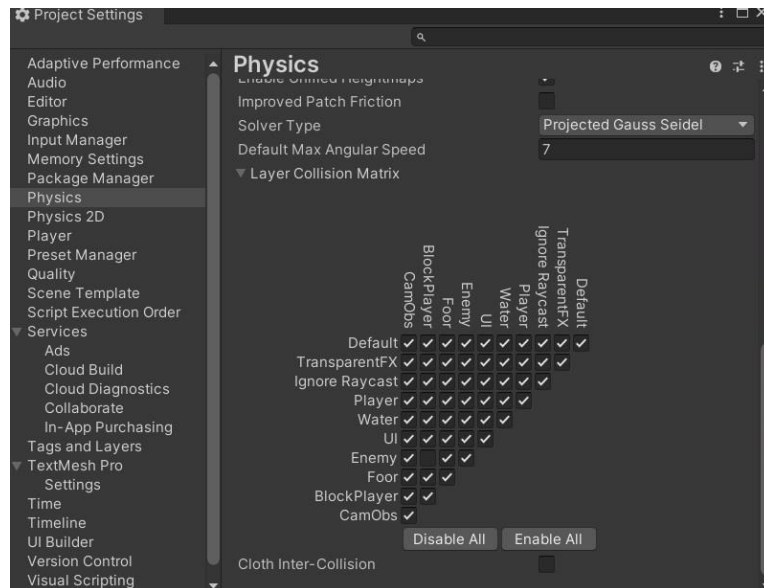 Project Settings
Adaptive Performance
Audio
Editor
Graphics
Input Manager
Memory Settings
Package Manager
Physics
Physics 2D
Player
Preset Manager
Quality
Scene Template
Script Execution Order
Services
Ads
Cloud Build
Cloud Diagnostics
Collaborate
In-App Purchasing
Tags and Layers
TextMesh Pro
Settings
Time
Timeline
UI Builder
Version Control
Visual Scripting
Physics
Enable Unified Heightmaps
Improved Patch Friction
Solver Type
Projected Gauss Seidel
Default Max Angular Speed
7
Layer Collision Matrix
CamObs
BlockPlayer
Foor
Enemy
UI
Water
Player
Ignore Raycast
TransparentFX
Default
Default
TransparentFX
Ignore Raycast
Player
Water
UI
Enemy
Foor
BlockPlayer
CamObs
Disable All
Enable All
Cloth Inter-Collision